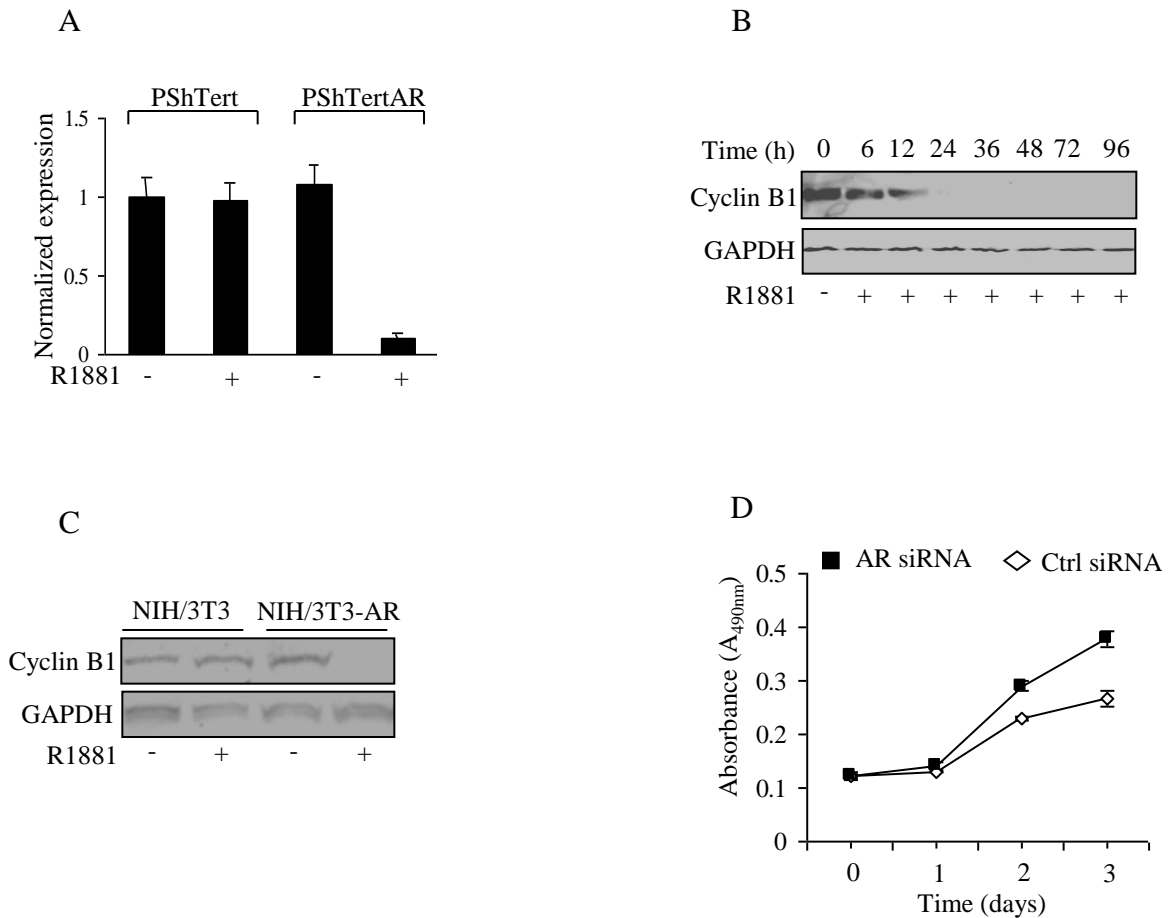 A
PShTert PShTertAR
Normalized expression
1.5
1
0.5
0
R1881 - + - +
B
Time (h) 0 6 12 24 36 48 72 96
Cyclin B1
GAPDH
R1881 - + + + + + + +
C
NIH/3T3 NIH/3T3-AR
Cyclin B1
GAPDH
R1881 - + - +
D
AR siRNA Ctrl siRNA
Absorbance (A490nm)
0.5
0.4
0.3
0.2
0.1
0
0 1 2 3
Time (days)